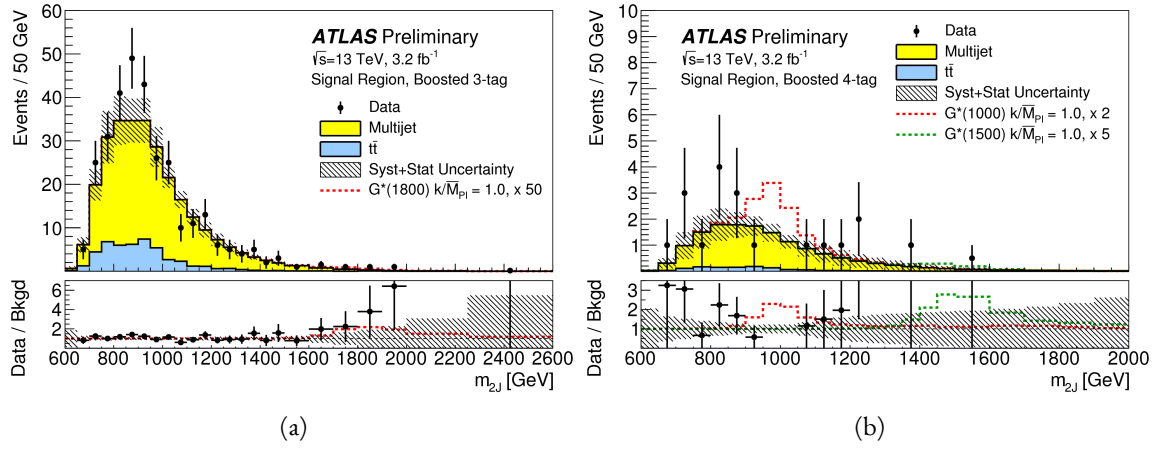 Events / 50 GeV
60
50
40
30
20
10
ATLAS Preliminary
√s=13 TeV, 3.2 fb⁻¹
Signal Region, Boosted 3-tag
Data
Multijet
tt̄
Syst+Stat Uncertainty
G*(1800) k/M̅Pl = 1.0, x 50
Data / Bkgd
6
4
2
600 800 1000 1200 1400 1600 1800 2000 2200 2400 2600
m2J [GeV]
(a)
Events / 50 GeV
10
9
8
7
6
5
4
3
2
1
ATLAS Preliminary
√s=13 TeV, 3.2 fb⁻¹
Signal Region, Boosted 4-tag
Data
Multijet
tt̄
Syst+Stat Uncertainty
G*(1000) k/M̅Pl = 1.0, x 2
G*(1500) k/M̅Pl = 1.0, x 5
Data / Bkgd
3
2
1
600 800 1000 1200 1400 1600 1800 2000
m2J [GeV]
(b)